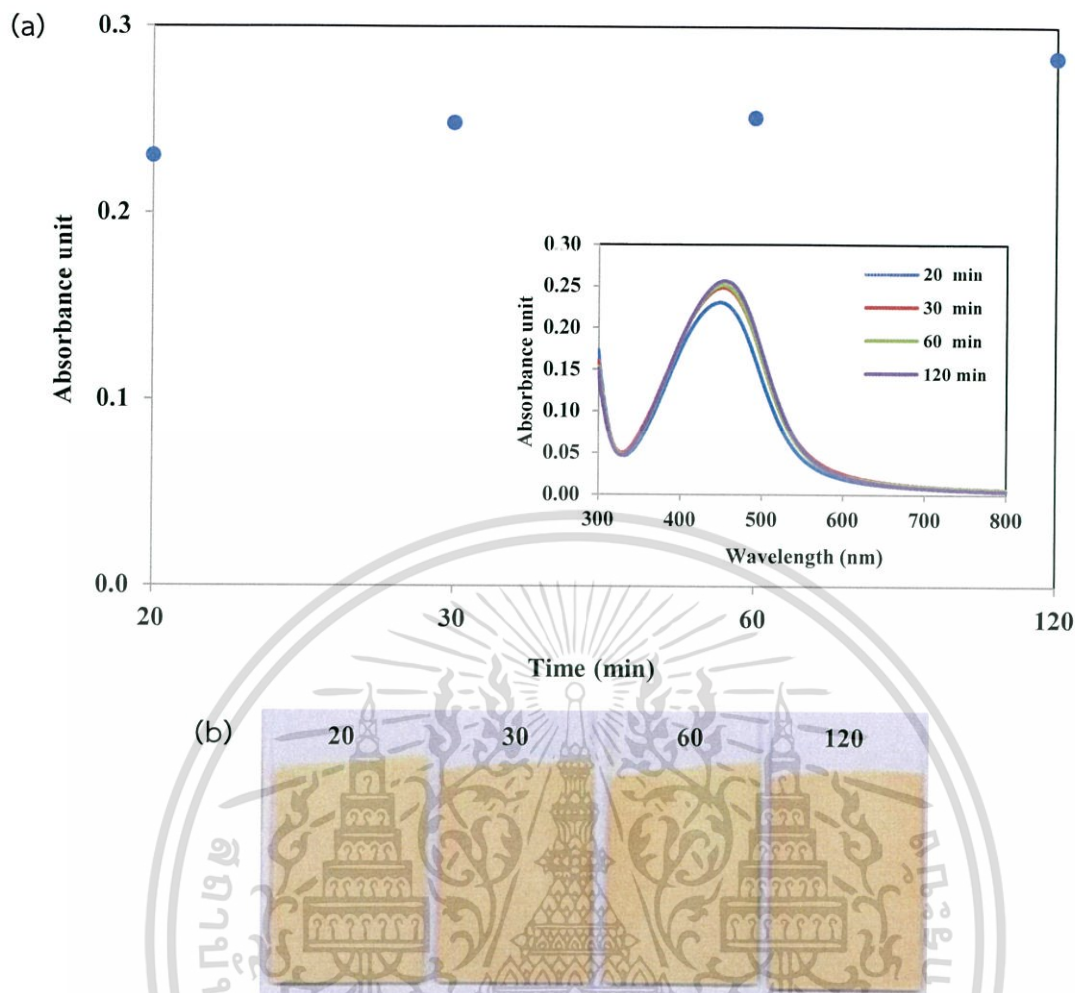 (a)
0.3
0.2
0.1
0.0
Absorbance unit
20 30 60 120
Time (min)
0.30
0.25
0.20
0.15
0.10
0.05
0.00
Absorbance unit
300 400 500 600 700 800
Wavelength (nm)
20 min
30 min
60 min
120 min
(b)
20 30 60 120